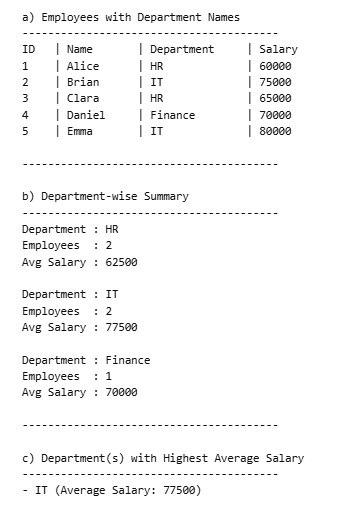 a) Employees with Department Names
---------------------------------------
ID   | Name       | Department     | Salary
1    | Alice      | HR             | 60000
2    | Brian      | IT             | 75000
3    | Clara      | HR             | 65000
4    | Daniel     | Finance        | 70000
5    | Emma       | IT             | 80000
---------------------------------------
b) Department-wise Summary
---------------------------------------
Department : HR
Employees  : 2
Avg Salary : 62500
Department : IT
Employees  : 2
Avg Salary : 77500
Department : Finance
Employees  : 1
Avg Salary : 70000
---------------------------------------
c) Department(s) with Highest Average Salary
---------------------------------------
- IT (Average Salary: 77500)